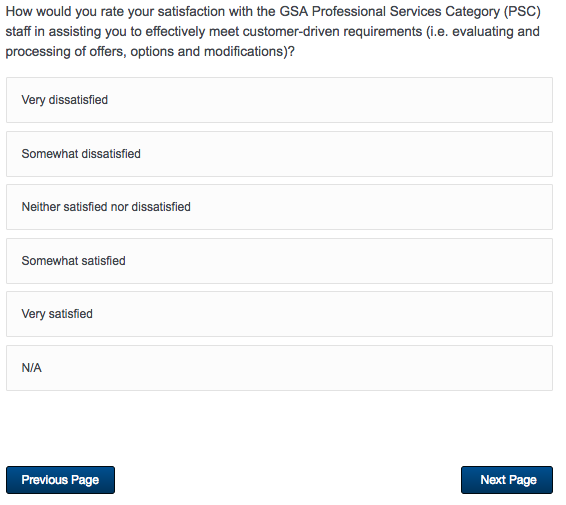 How would you rate your satisfaction with the GSA Professional Services Category (PSC)
staff in assisting you to effectively meet customer-driven requirements (i.e. evaluating and
processing of offers, options and modifications)?
Very dissatisfied
Somewhat dissatisfied
Neither satisfied nor dissatisfied
Somewhat satisfied
Very satisfied
N/A
Previous Page
Next Page